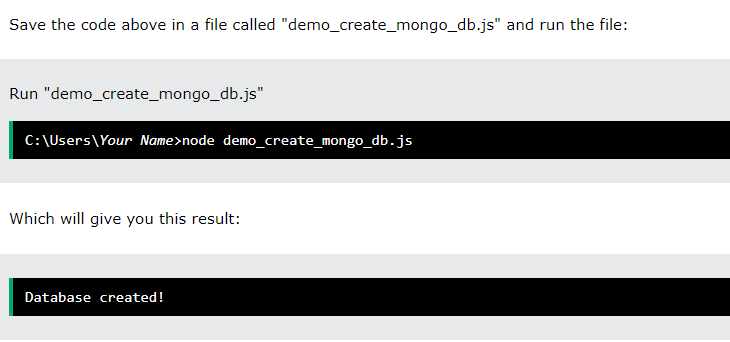 Save the code above in a file called "demo_create_mongo_db.js" and run the file:
Run "demo_create_mongo_db.js"
C:\Users\Your Name>node demo_create_mongo_db.js
Which will give you this result:
Database created!